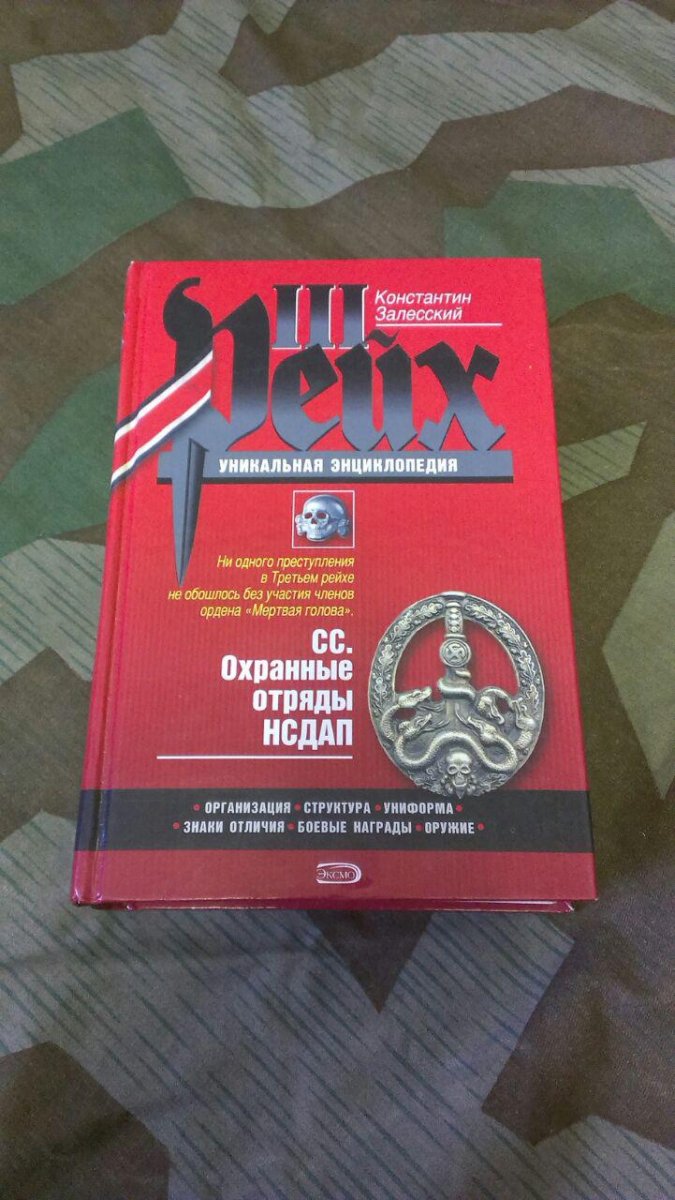 III
Рейх
Константин
Залесский
УНИКАЛЬНАЯ ЭНЦИКЛОПЕДИЯ
Ни одного преступления
в Третьем рейхе
не обошлось без участия членов
ордена «Мертвая голова».
СС.
Охранные
отряды
НСДАП
• ОРГАНИЗАЦИЯ • СТРУКТУРА • УНИФОРМА •
• ЗНАКИ ОТЛИЧИЯ • БОЕВЫЕ НАГРАДЫ • ОРУЖИЕ •
ЭКСМО